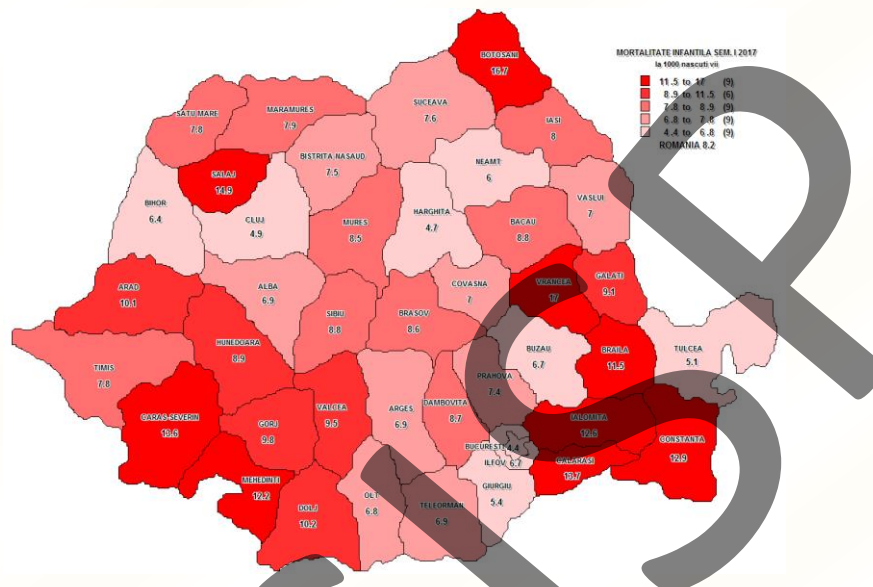 MORTALITATE INFANTILA SEM. I 2017
la 1000 nascuti vii
11.5 to 17 (9)
8.9 to 11.5 (6)
7.8 to 8.9 (9)
6.8 to 7.8 (9)
4.4 to 6.8 (9)
ROMANIA 8.2
BOTOSANI
16.7
SUCEAVA
7.6
SATU MARE
7.8
MARAMURES
7.9
IASI
8
BISTRITA-NASAUD
7.5
NEAMT
6
SALAJ
14.9
BIHOR
6.4
CLUJ
4.9
MURES
8.5
HARGHITA
4.7
BACAU
8.8
VASLUI
7
ARAD
10.1
ALBA
6.9
SIBIU
8.8
BRASOV
8.6
COVASNA
7
VRANCEA
17
GALATI
9.1
HUNEDOARA
8.9
TIMIS
7.8
BUZAU
6.7
BRAILA
11.5
TULCEA
5.1
PRAHOVA
7.4
CARAS-SEVERIN
13.6
GORJ
9.8
VALCEA
9.5
ARGES
6.9
DAMBOVITA
8.7
IALOMITA
12.6
BUCURESTI 4.4
ILFOV 6.7
CALARASI
13.7
CONSTANTA
12.9
MEHEDINTI
12.2
DOLJ
10.2
OLT
6.8
TELEORMAN
6.9
GIURGIU
5.4